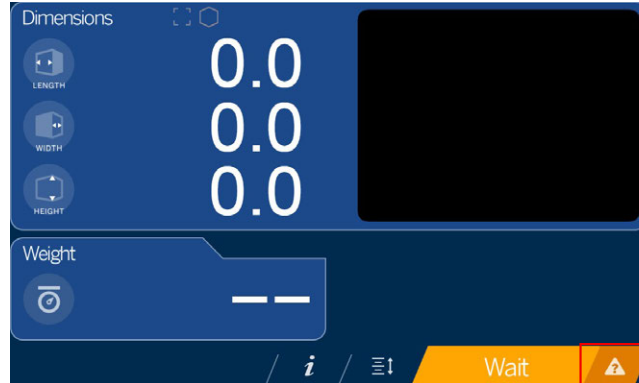 Dimensions
LENGTH
0.0
WIDTH
0.0
HEIGHT
0.0
Weight
——
i
Wait
?